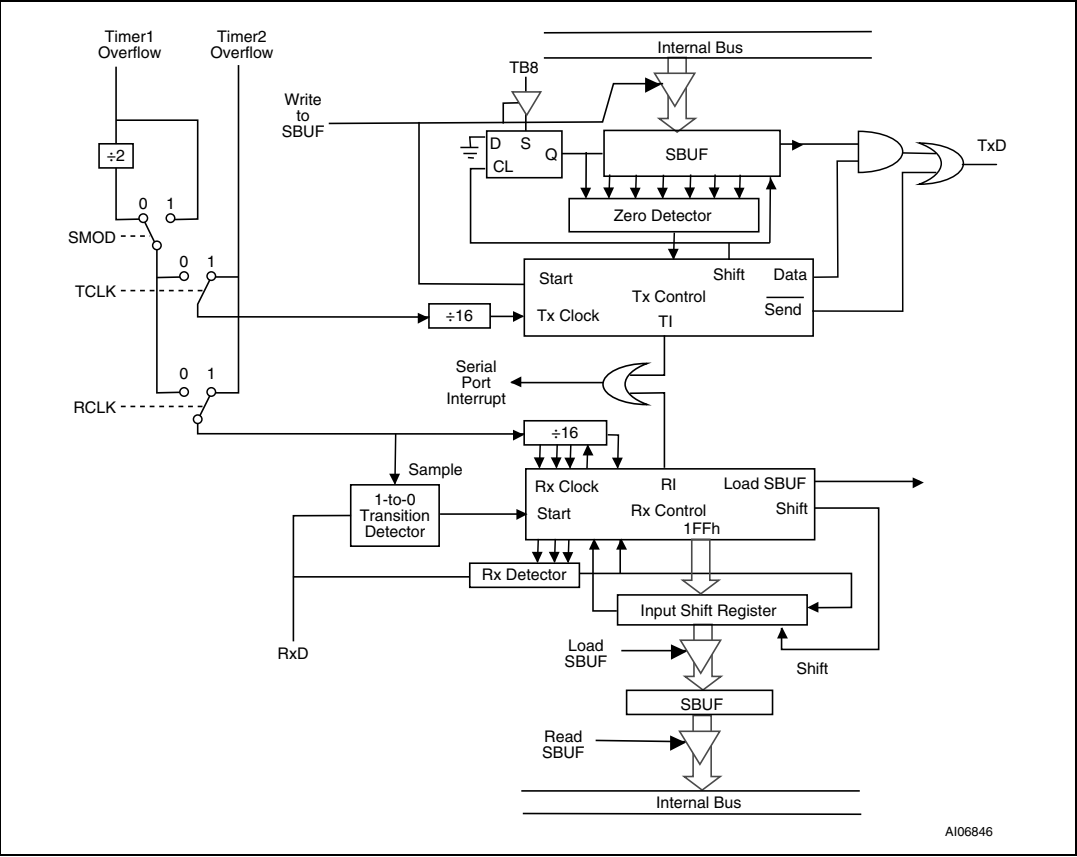 Timer1
Overflow
Timer2
Overflow
Internal Bus
TB8
Write
to
SBUF
÷2
D
S
Q
CL
SBUF
TxD
Zero Detector
0
1
SMOD
0
1
TCLK
Start
Shift
Data
Tx Control
Send
÷16
Tx Clock
TI
Serial
Port
Interrupt
0
1
RCLK
÷16
Sample
Rx Clock
RI
Load SBUF
1-to-0
Transition
Detector
Start
Rx Control
Shift
1FFh
Rx Detector
Input Shift Register
RxD
Load
SBUF
Shift
SBUF
Read
SBUF
Internal Bus
AI06846